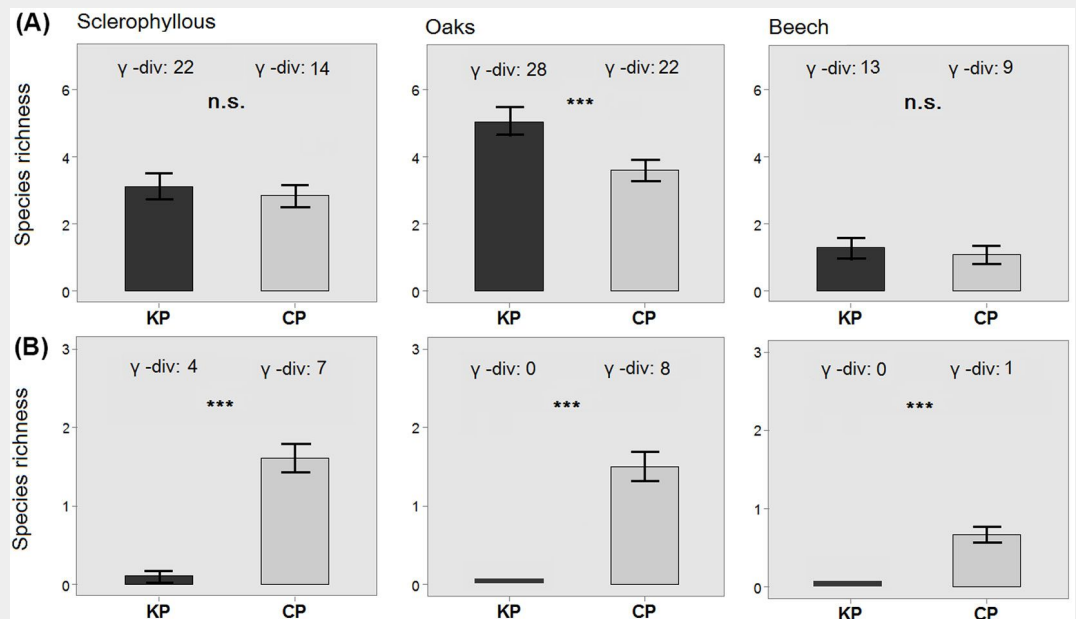 (A) Sclerophyllous Oaks Beech
γ -div: 22 γ -div: 14 γ -div: 28 γ -div: 22 γ -div: 13 γ -div: 9
n.s. *** n.s.
Species richness
6 6 6
4 4 4
2 2 2
0 0 0
KP CP KP CP KP CP
(B)
3 3 3
γ -div: 4 γ -div: 7 γ -div: 0 γ -div: 8 γ -div: 0 γ -div: 1
*** *** ***
Species richness
2 2 2
1 1 1
0 0 0
KP CP KP CP KP CP